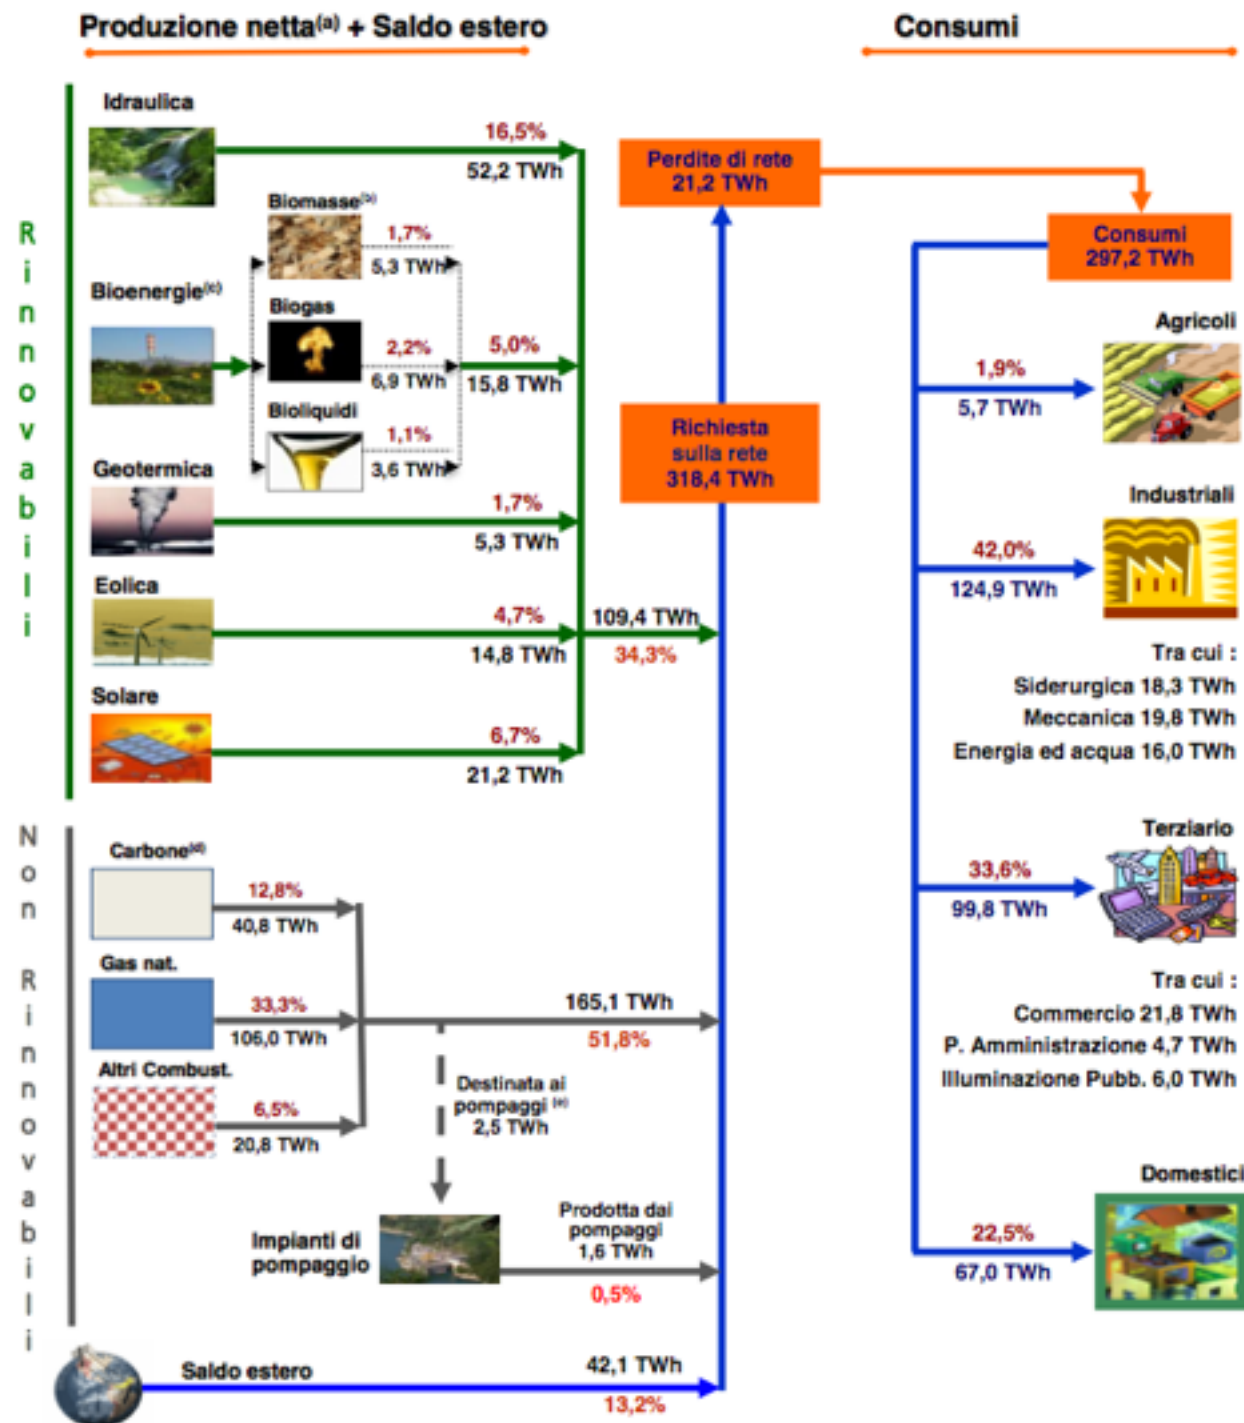 Produzione netta(a) + Saldo estero
Consumi
Rinnovabili
Idraulica
16,5%
52,2 TWh
Bioenergie(c)
Biomasse(b)
1,7%
5,3 TWh
Biogas
2,2%
6,9 TWh
Bioliquidi
1,1%
3,6 TWh
5,0%
15,8 TWh
Geotermica
1,7%
5,3 TWh
Eolica
4,7%
14,8 TWh
109,4 TWh
34,3%
Solare
6,7%
21,2 TWh
Non Rinnovabili
Carbone(d)
12,8%
40,8 TWh
Gas nat.
33,3%
106,0 TWh
165,1 TWh
51,8%
Altri Combust.
6,5%
20,8 TWh
Destinata ai
pompaggi (e)
2,5 TWh
Impianti di
pompaggio
Prodotta dai
pompaggi
1,6 TWh
0,5%
Saldo estero
42,1 TWh
13,2%
Perdite di rete
21,2 TWh
Richiesta
sulla rete
318,4 TWh
Consumi
297,2 TWh
Agricoli
1,9%
5,7 TWh
Industriali
42,0%
124,9 TWh
Tra cui :
Siderurgica 18,3 TWh
Meccanica 19,8 TWh
Energia ed acqua 16,0 TWh
Terziario
33,6%
99,8 TWh
Tra cui :
Commercio 21,8 TWh
P. Amministrazione 4,7 TWh
Illuminazione Pubb. 6,0 TWh
Domestici
22,5%
67,0 TWh